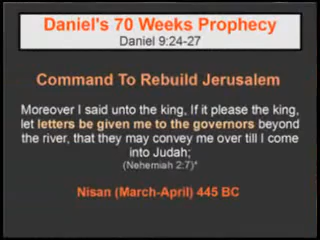 Daniel's 70 Weeks Prophecy
Daniel 9:24-27
Command To Rebuild Jerusalem
Moreover I said unto the king, If it please the king,
let letters be given me to the governors beyond
the river, that they may convey me over till I come
into Judah;
(Nehemiah 2:7)*
Nisan (March-April) 445 BC